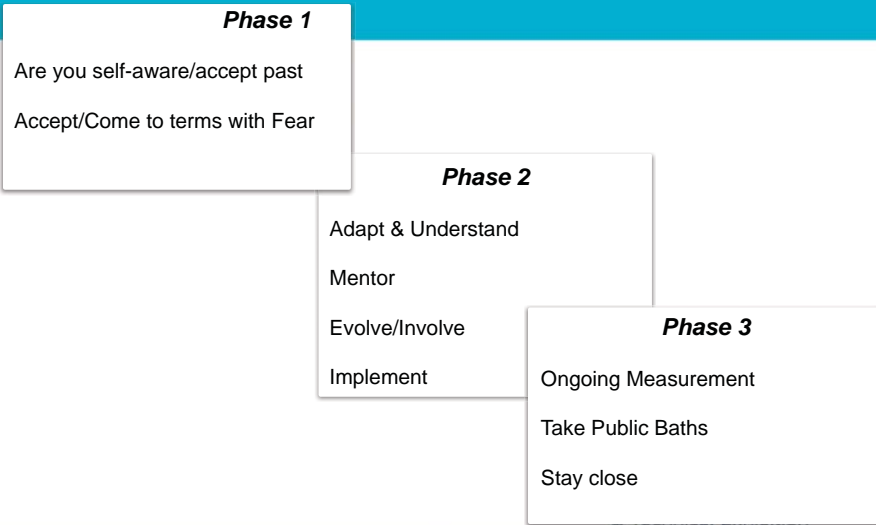 Phase 1
Are you self-aware/accept past
Accept/Come to terms with Fear
Phase 2
Adapt & Understand
Mentor
Evolve/Involve
Implement
Phase 3
Ongoing Measurement
Take Public Baths
Stay close